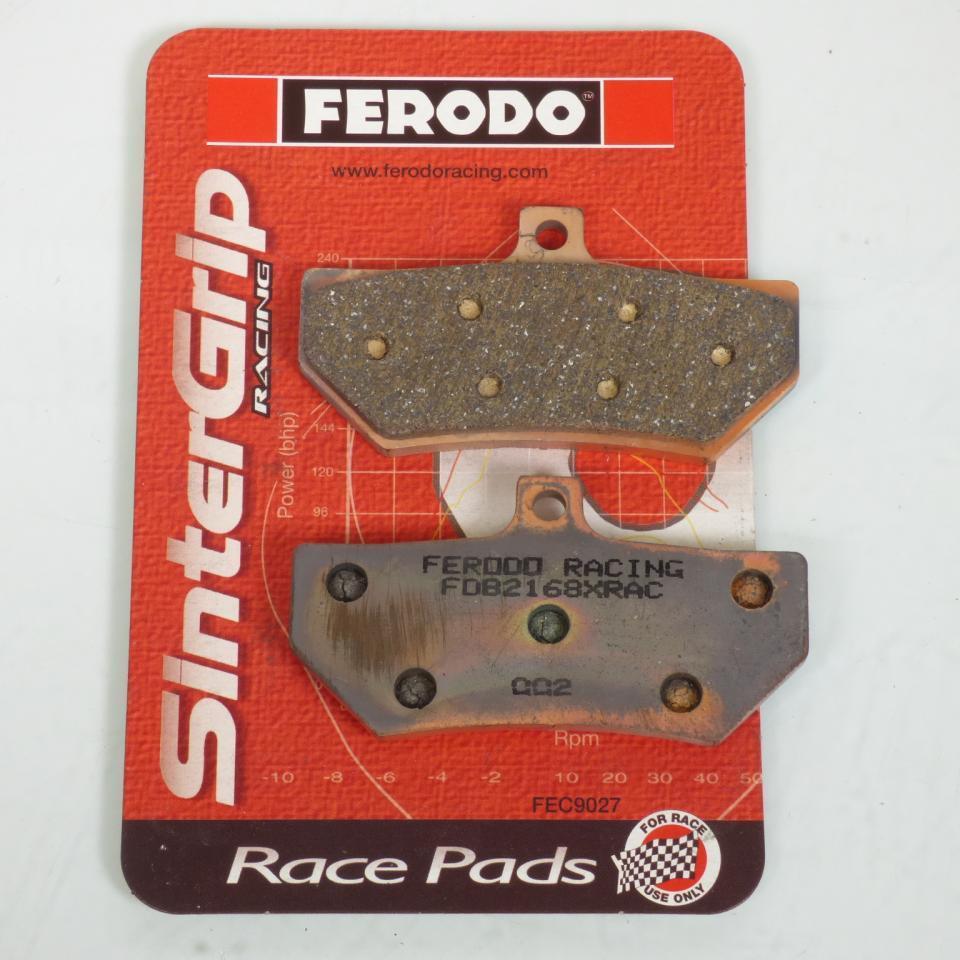 FERODO™
www.ferodoracing.com
SinterGrip
RACING
240
Power (bhp)
144
120
96
FERODO RACING
FDB2168XRAC
QQ2
Rpm
-10 -8 -6 -4 -2 10 20 30 40 50
FEC9027
Race Pads
FOR RACE
USE ONLY